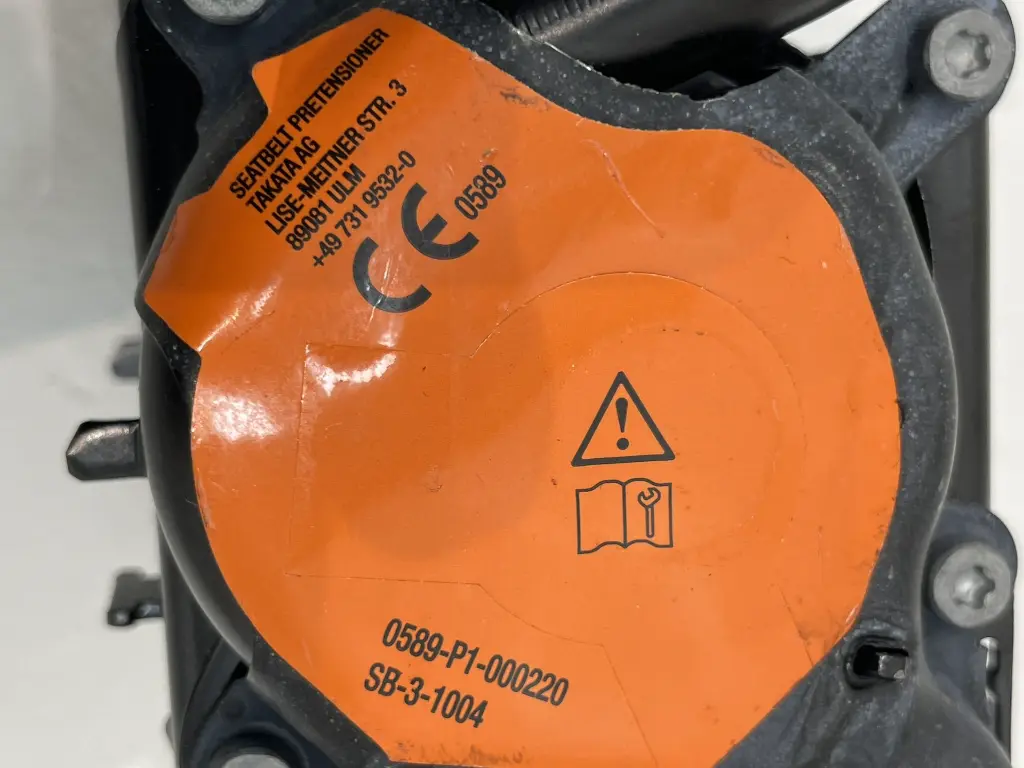 SEATBELT PRETENSIONER
TAKATA AG
LISE-MEITNER STR. 3
89081 ULM
+49 731 9532-0
CE 0589
0589-P1-000220
SB-3-1004